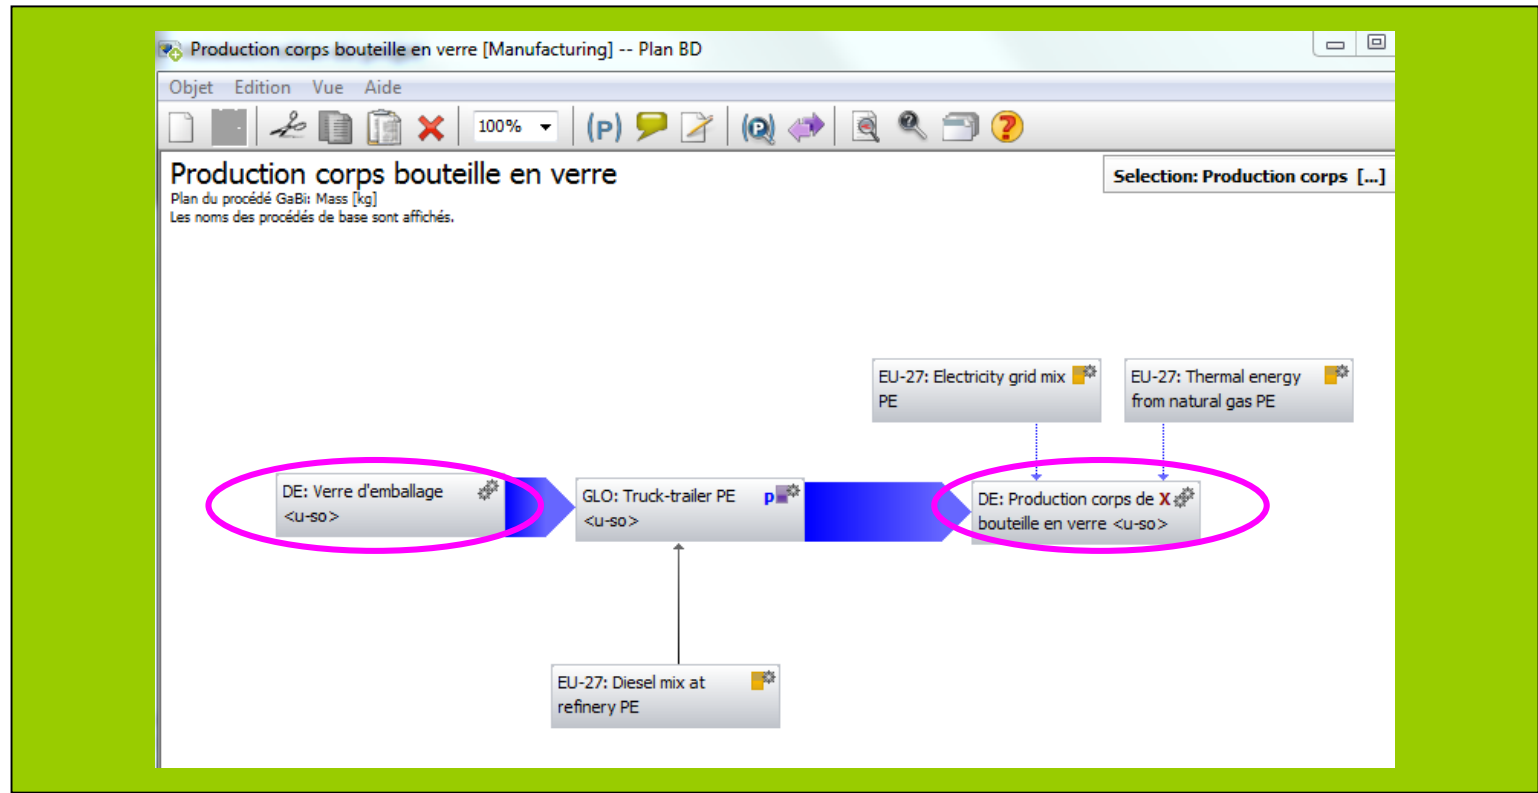 Production corps bouteille en verre [Manufacturing] -- Plan BD
Objet Edition Vue Aide
100% (P)
Production corps bouteille en verre
Selection: Production corps [...]
Plan du procédé GaBi: Mass [kg]
Les noms des procédés de base sont affichés.
EU-27: Electricity grid mix
PE
EU-27: Thermal energy
from natural gas PE
DE: Verre d'emballage
<u-so>
GLO: Truck-trailer PE p
<u-so>
DE: Production corps de X
bouteille en verre <u-so>
EU-27: Diesel mix at
refinery PE